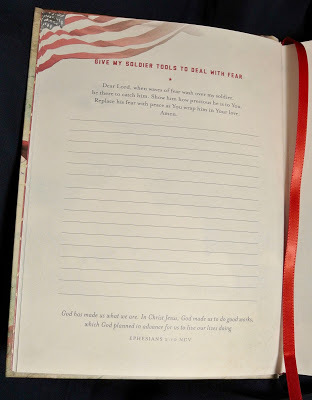 GIVE MY SOLDIER TOOLS TO DEAL WITH FEAR
Dear Lord, when waves of fear wash over my soldier,
be there to catch him. Show him how precious he is to You.
Replace his fear with peace as You wrap him in Your love.
Amen.
God has made us what we are. In Christ Jesus, God made us to do good works,
which God planned in advance for us to live our lives doing
EPHESIANS 2:10 NCV